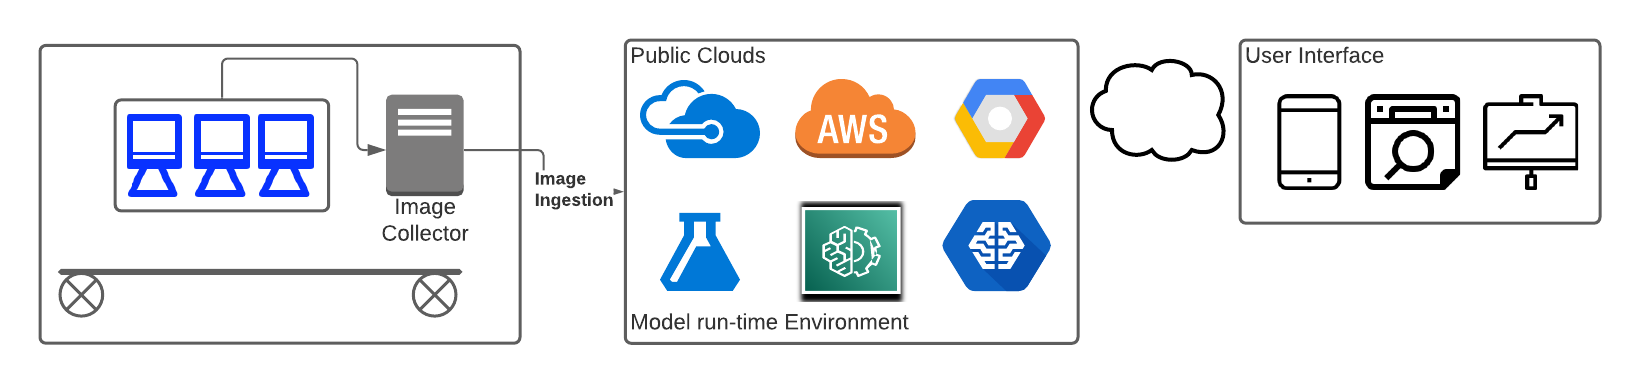 Image
Collector
Image
Ingestion
Public Clouds
AWS
Model run-time Environment
User Interface